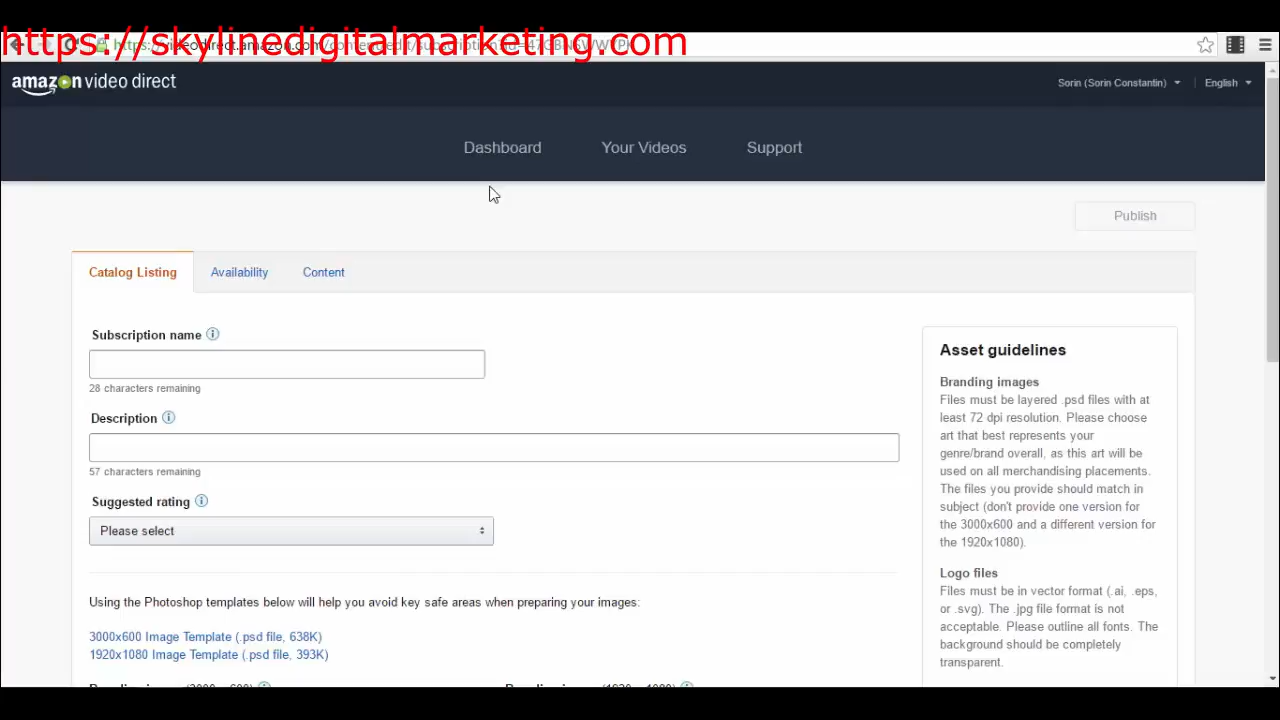 https://skylinedigitalmarketing.com
amazon video direct
Sorin (Sorin Constantin)
English
Dashboard
Your Videos
Support
Publish
Catalog Listing
Availability
Content
Subscription name
28 characters remaining
Description
57 characters remaining
Suggested rating
Please select
Using the Photoshop templates below will help you avoid key safe areas when preparing your images:
3000x600 Image Template (.psd file, 638K)
1920x1080 Image Template (.psd file, 393K)
Asset guidelines
Branding images
Files must be layered .psd files with at
least 72 dpi resolution. Please choose
art that best represents your
genre/brand overall, as this art will be
used on all merchandising placements.
The files you provide should match in
subject (don't provide one version for
the 3000x600 and a different version for
the 1920x1080).
Logo files
Files must be in vector format (.ai, .eps,
or .svg). The .jpg file format is not
acceptable. Please outline all fonts. The
background should be completely
transparent.